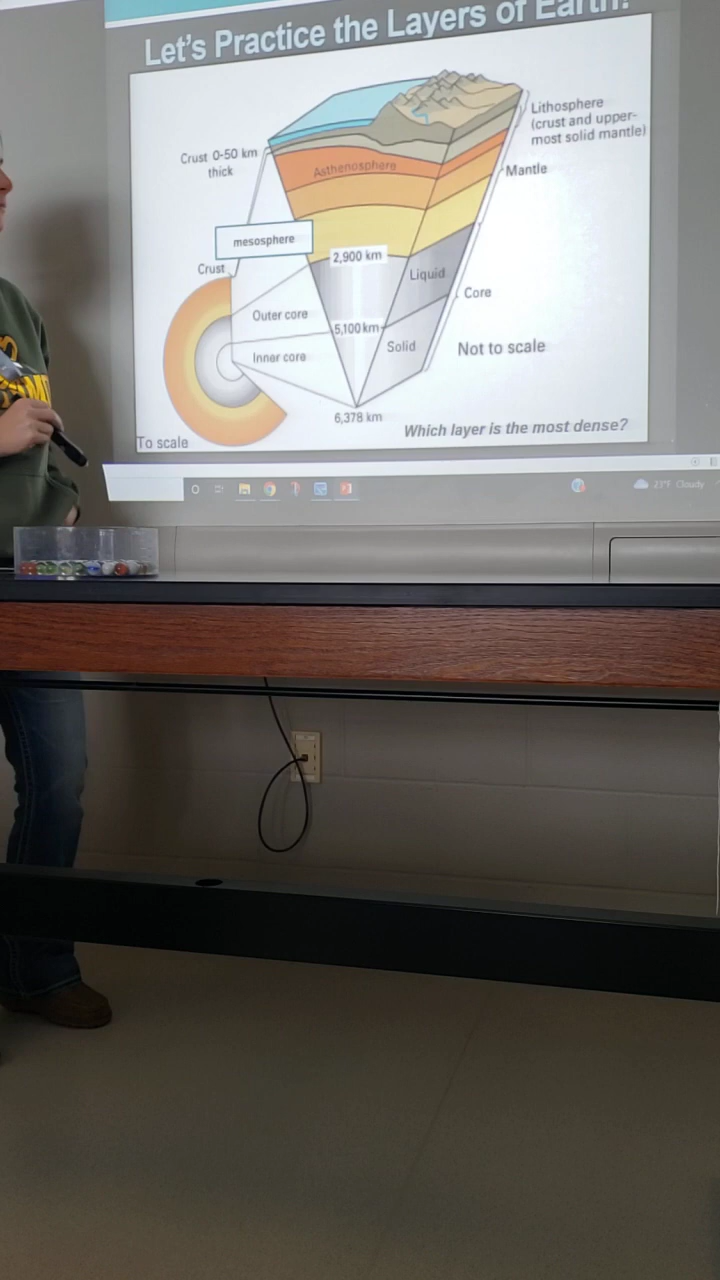 Let's Practice the Layers of Earth!
Lithosphere
(crust and upper-
most solid mantle)
Crust 0-50 km
thick
Asthenosphere
Mantle
mesosphere
2,900 km
Crust
Liquid
Core
Outer core
5,100 km
Solid
Not to scale
Inner core
6,378 km
Which layer is the most dense?
To scale
21°F Cloudy